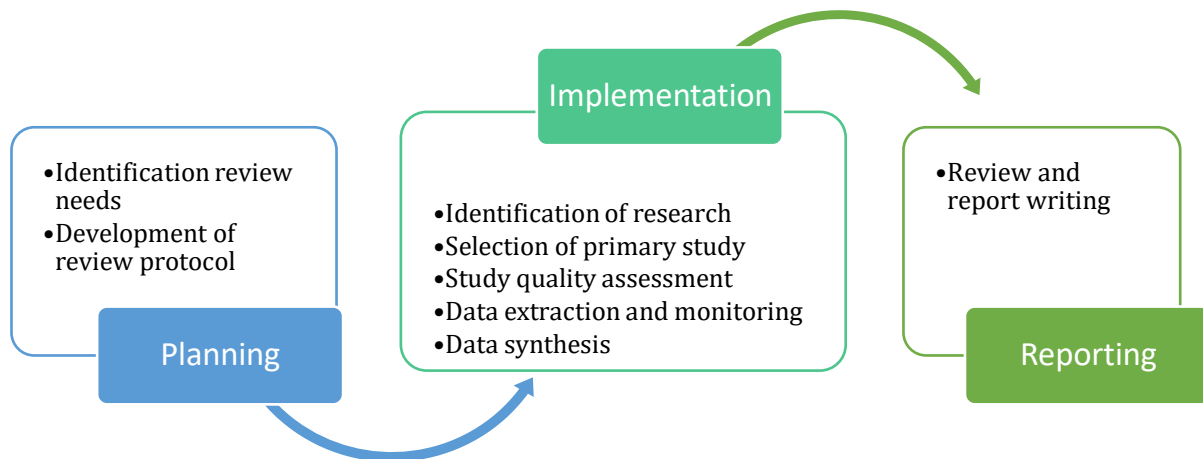 •Identification review
needs
•Development of
review protocol
Planning
Implementation
•Identification of research
•Selection of primary study
•Study quality assessment
•Data extraction and monitoring
•Data synthesis
•Review and
report writing
Reporting